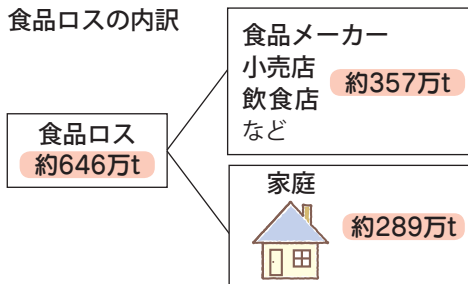 食品ロスの内訳
食品ロス
約646万t
食品メーカー
小売店
飲食店
など
約357万t
家庭
約289万t